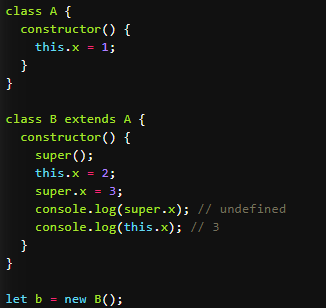 class A {
  constructor() {
    this.x = 1;
  }
}

class B extends A {
  constructor() {
    super();
    this.x = 2;
    super.x = 3;
    console.log(super.x); // undefined
    console.log(this.x); // 3
  }
}

let b = new B();